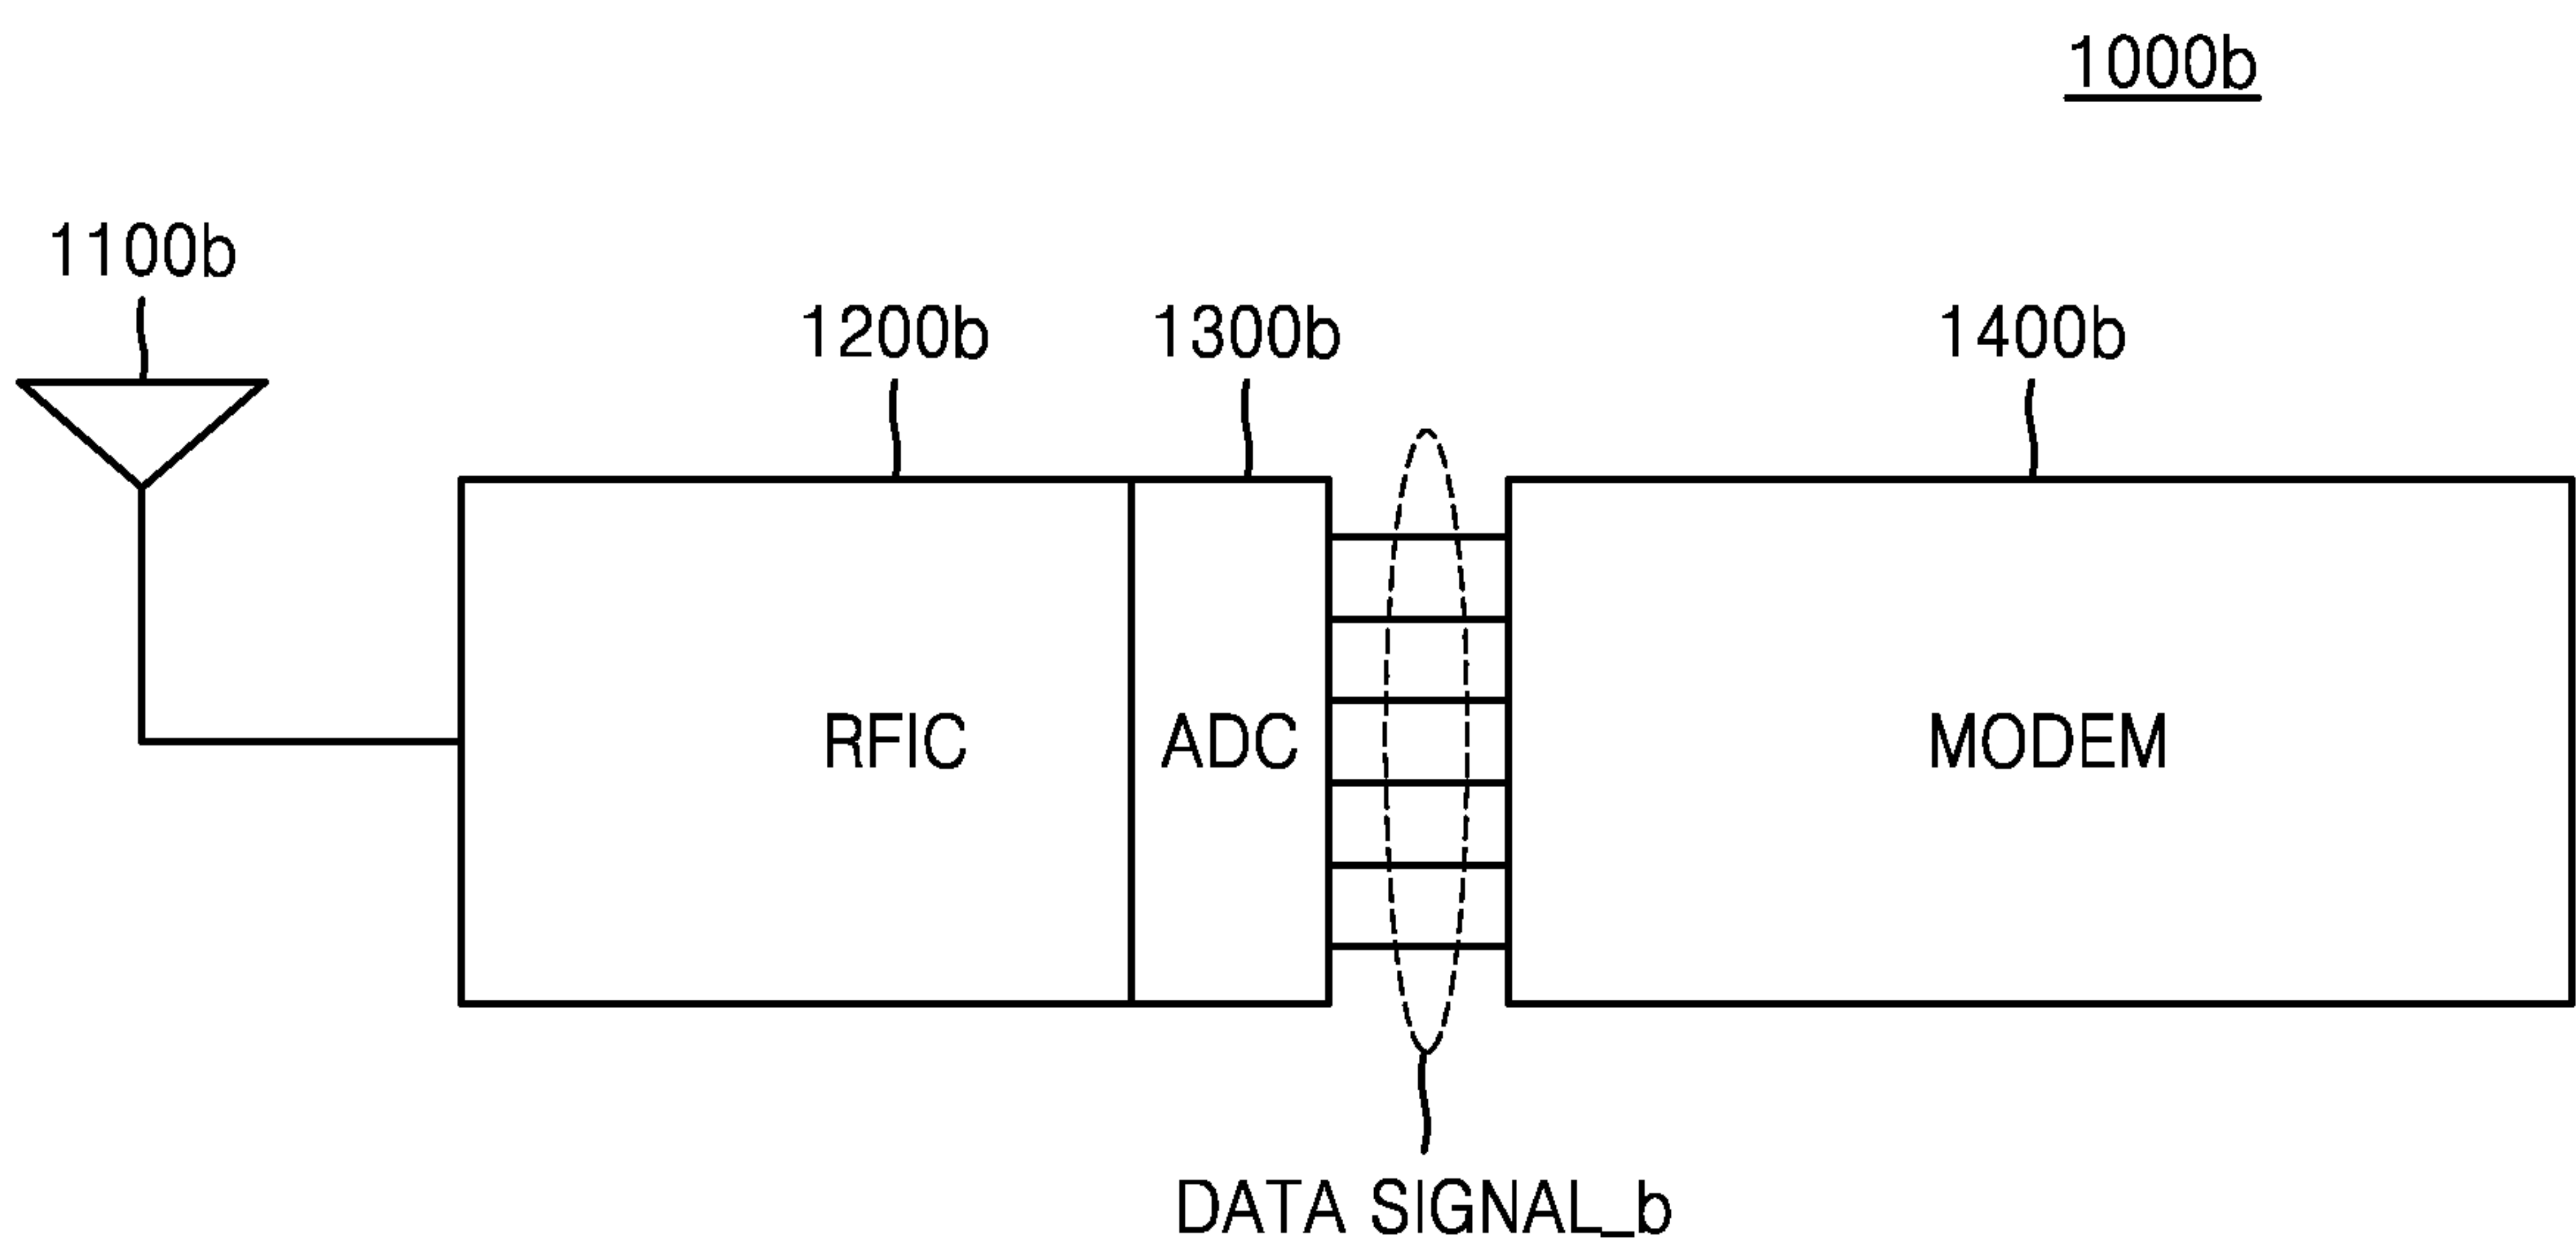 1000b
1100b
1200b 1300b 1400b
RFIC ADC MODEM
DATA SIGNAL_b